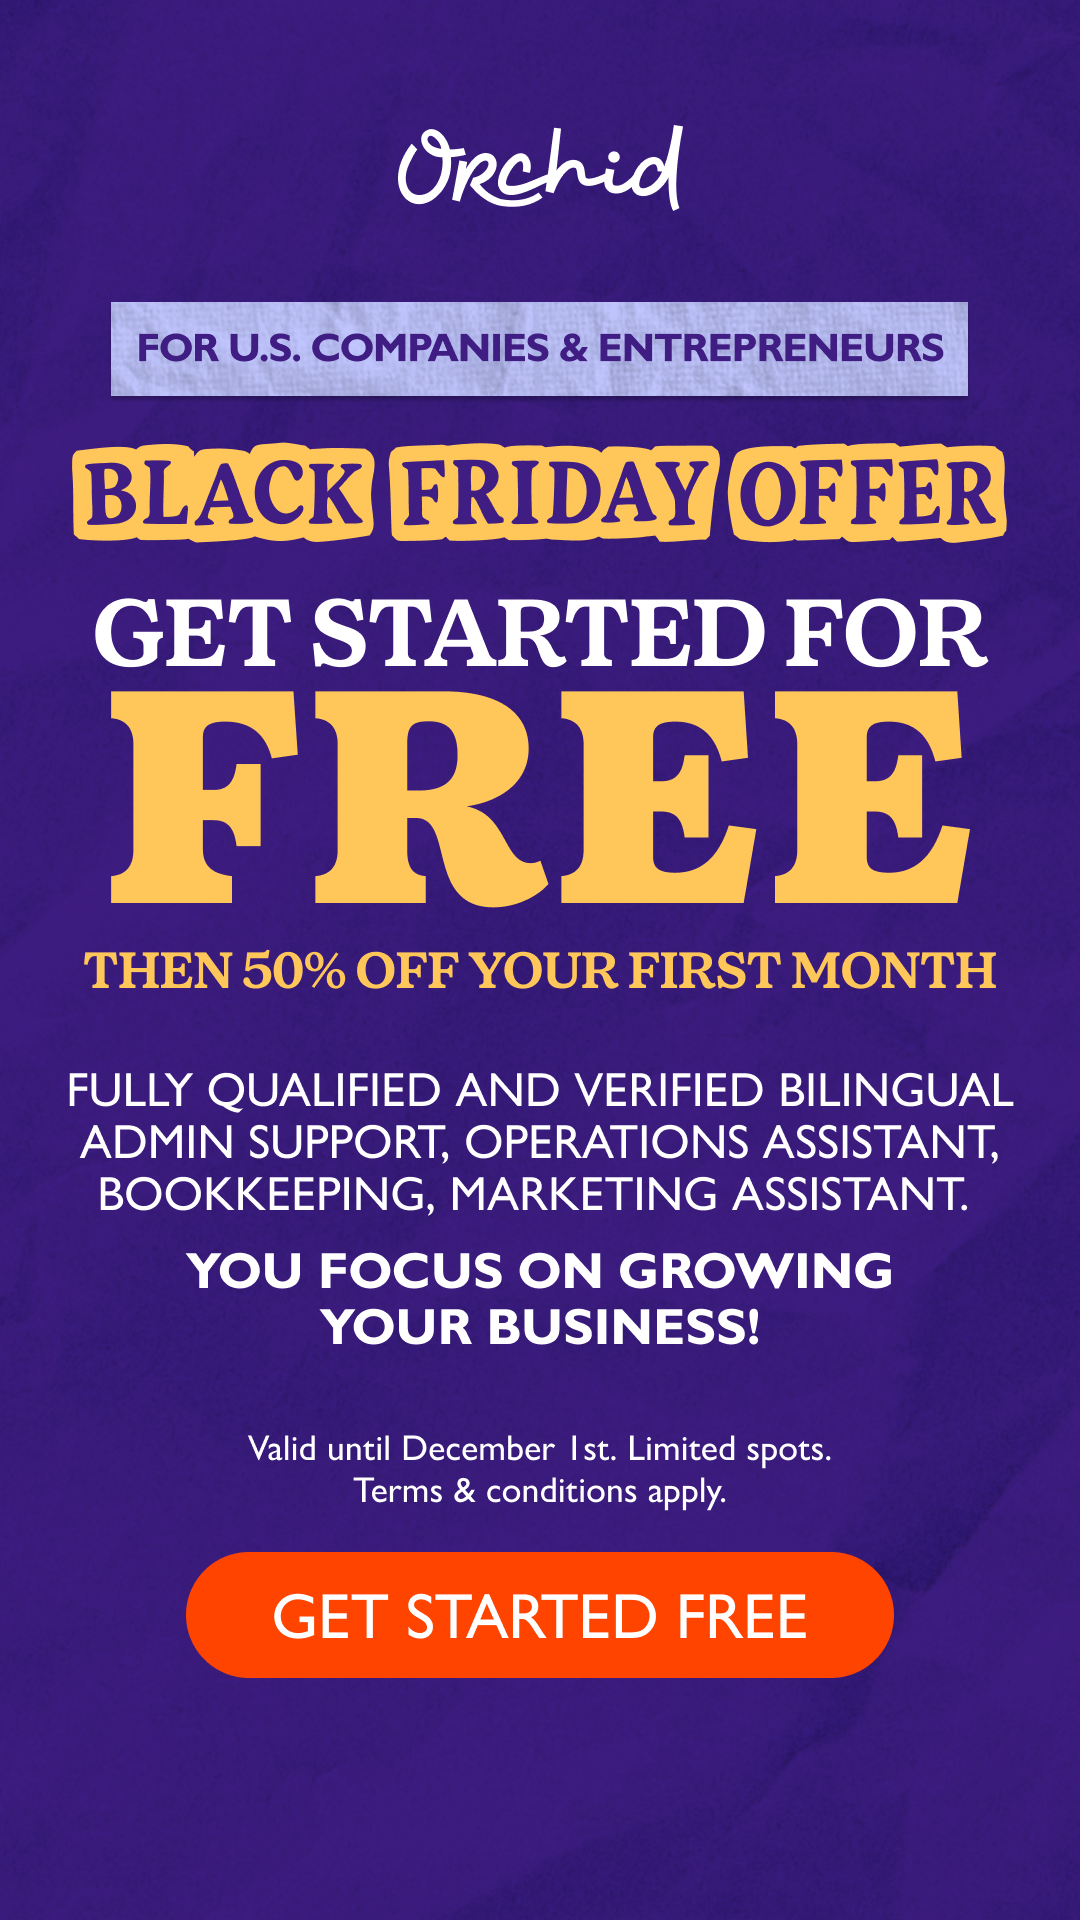 Orchid
FOR U.S. COMPANIES & ENTREPRENEURS
BLACK FRIDAY OFFER
GET STARTED FOR
FREE
THEN 50% OFF YOUR FIRST MONTH
FULLY QUALIFIED AND VERIFIED BILINGUAL
ADMIN SUPPORT, OPERATIONS ASSISTANT,
BOOKKEEPING, MARKETING ASSISTANT.
YOU FOCUS ON GROWING
YOUR BUSINESS!
Valid until December 1st. Limited spots.
Terms & conditions apply.
GET STARTED FREE